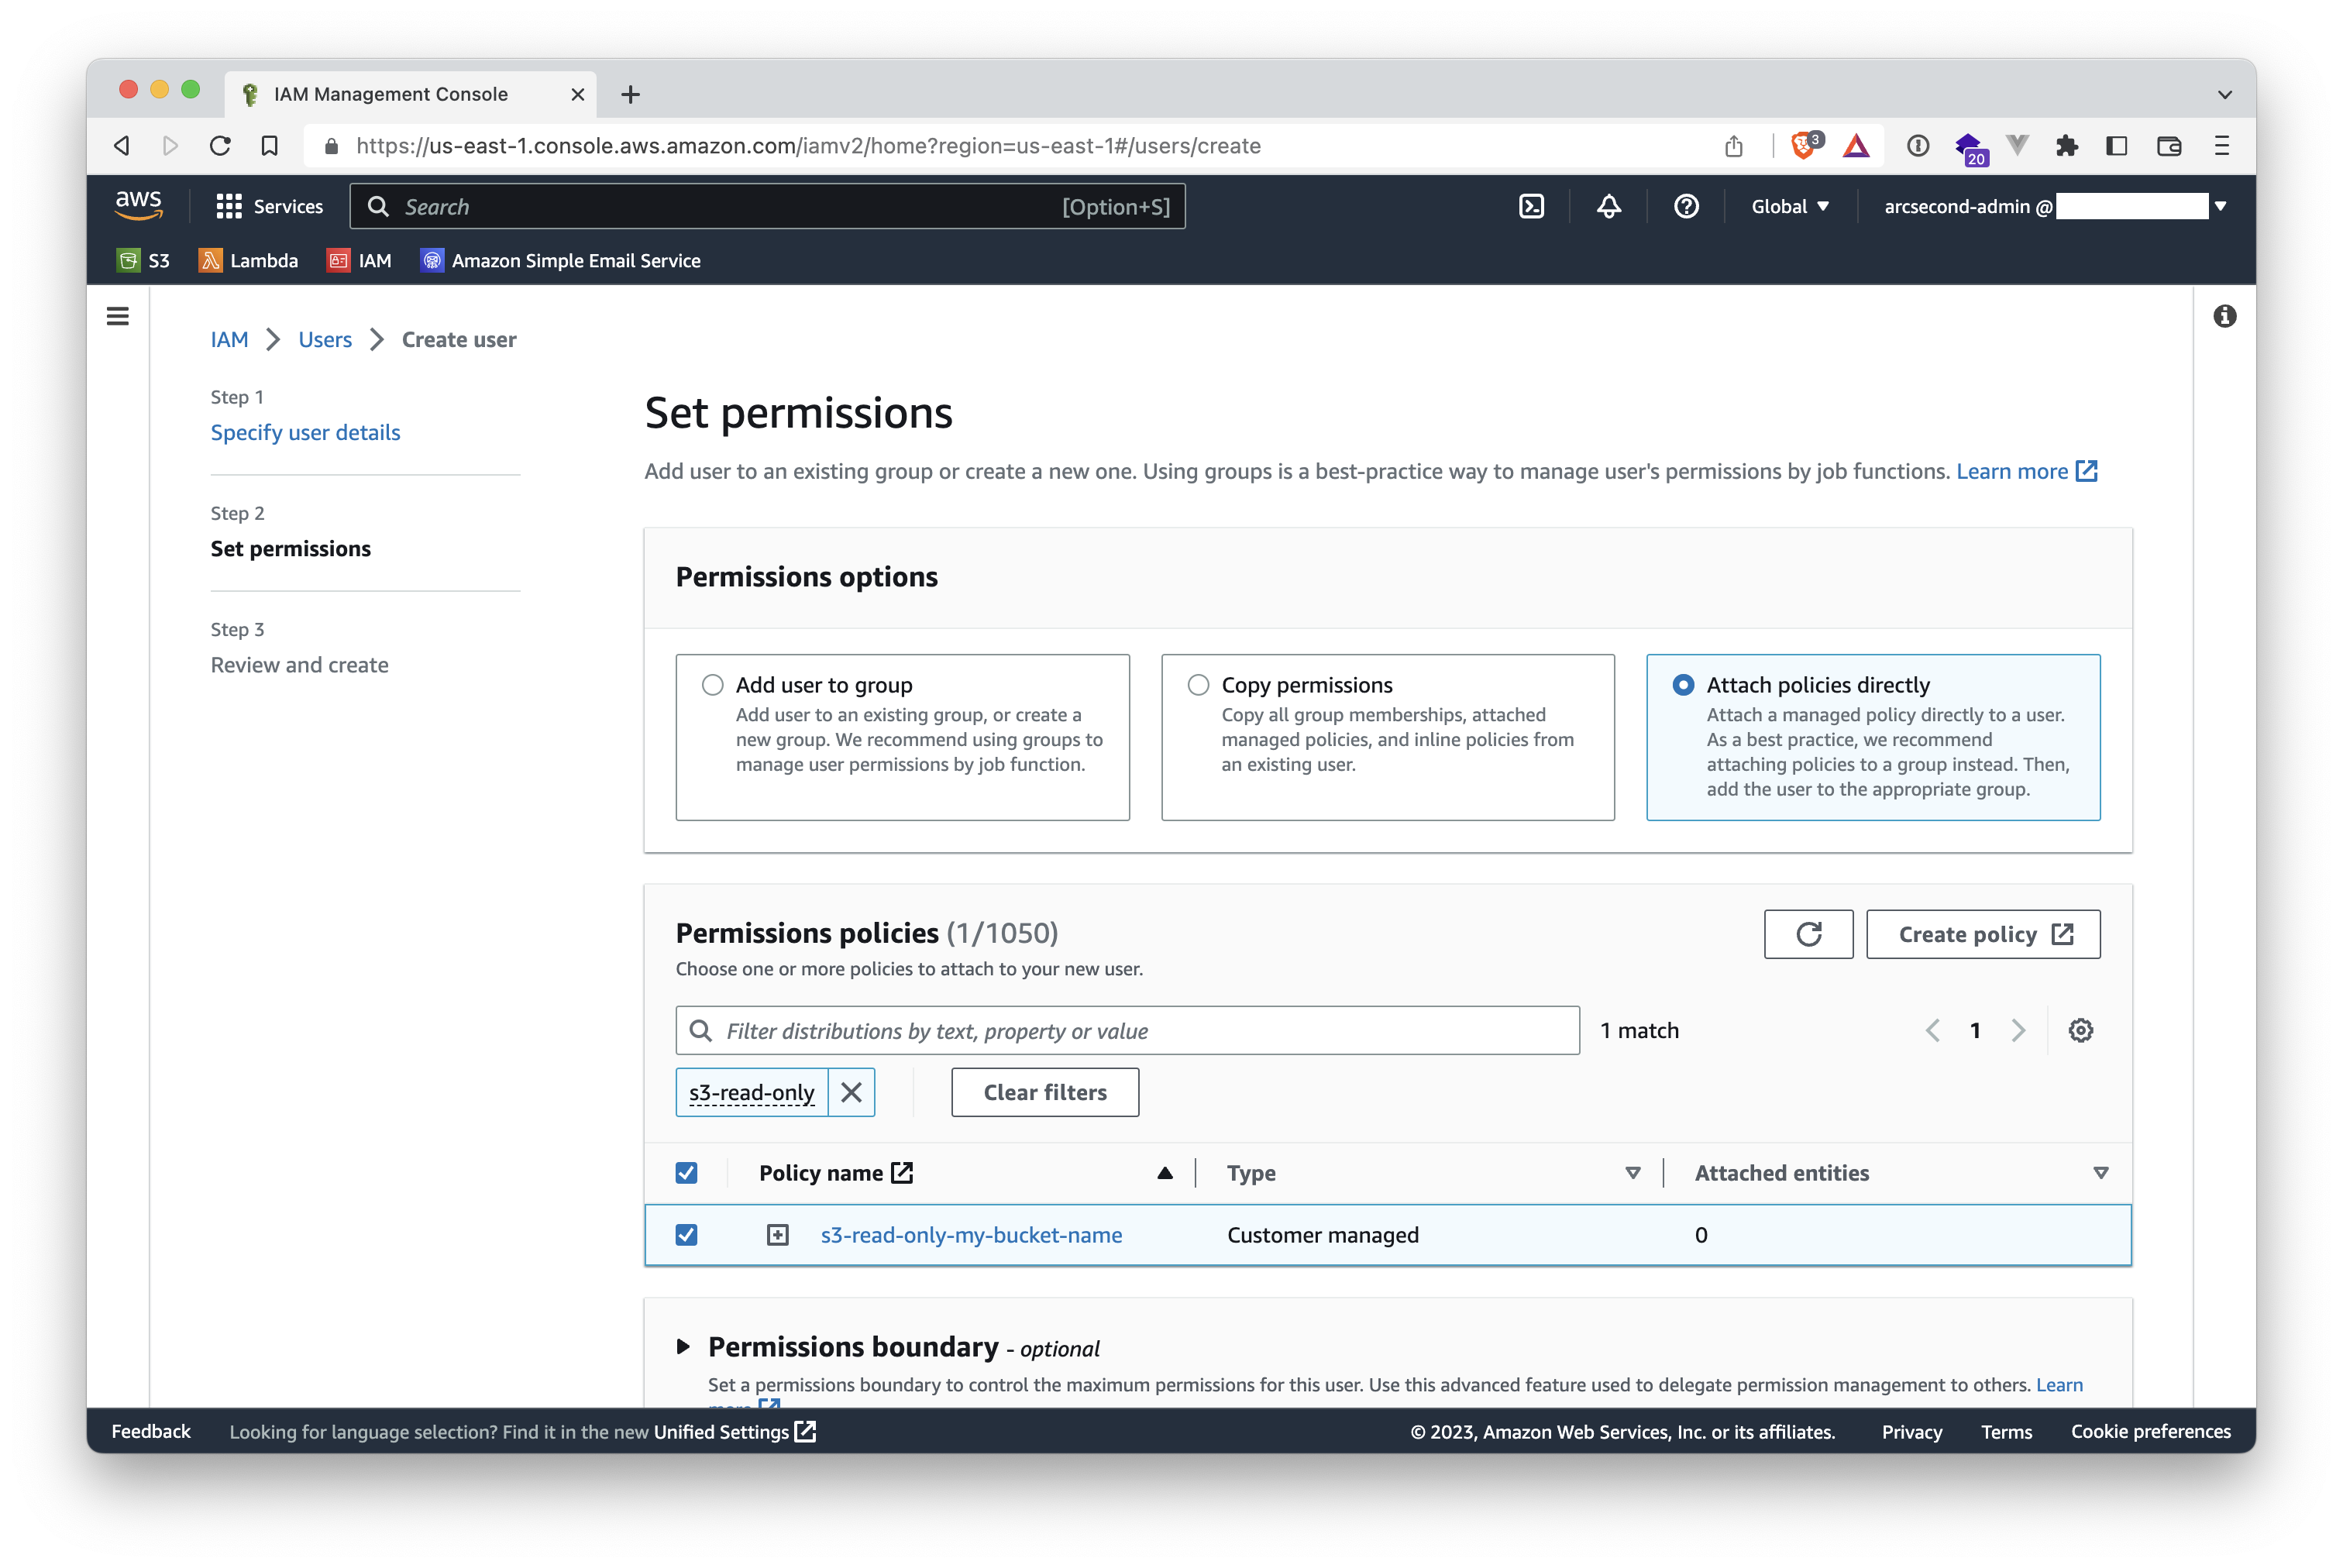 IAM Management Console
https://us-east-1.console.aws.amazon.com/iamv2/home?region=us-east-1#/users/create
3
20
aws
Services
Search
[Option+S]
Global
arcsecond-admin @
S3
Lambda
IAM
Amazon Simple Email Service
IAM
Users
Create user
Step 1
Specify user details
Step 2
Set permissions
Step 3
Review and create
Set permissions
Add user to an existing group or create a new one. Using groups is a best-practice way to manage user's permissions by job functions. Learn more
Permissions options
Add user to group
Add user to an existing group, or create a
new group. We recommend using groups to
manage user permissions by job function.
Copy permissions
Copy all group memberships, attached
managed policies, and inline policies from
an existing user.
Attach policies directly
Attach a managed policy directly to a user.
As a best practice, we recommend
attaching policies to a group instead. Then,
add the user to the appropriate group.
Permissions policies (1/1050)
Choose one or more policies to attach to your new user.
Create policy
Filter distributions by text, property or value
1 match
1
s3-read-only
Clear filters
Policy name
Type
Attached entities
s3-read-only-my-bucket-name
Customer managed
0
Permissions boundary - optional
Set a permissions boundary to control the maximum permissions for this user. Use this advanced feature used to delegate permission management to others. Learn
more
Feedback
Looking for language selection? Find it in the new Unified Settings
© 2023, Amazon Web Services, Inc. or its affiliates.
Privacy
Terms
Cookie preferences